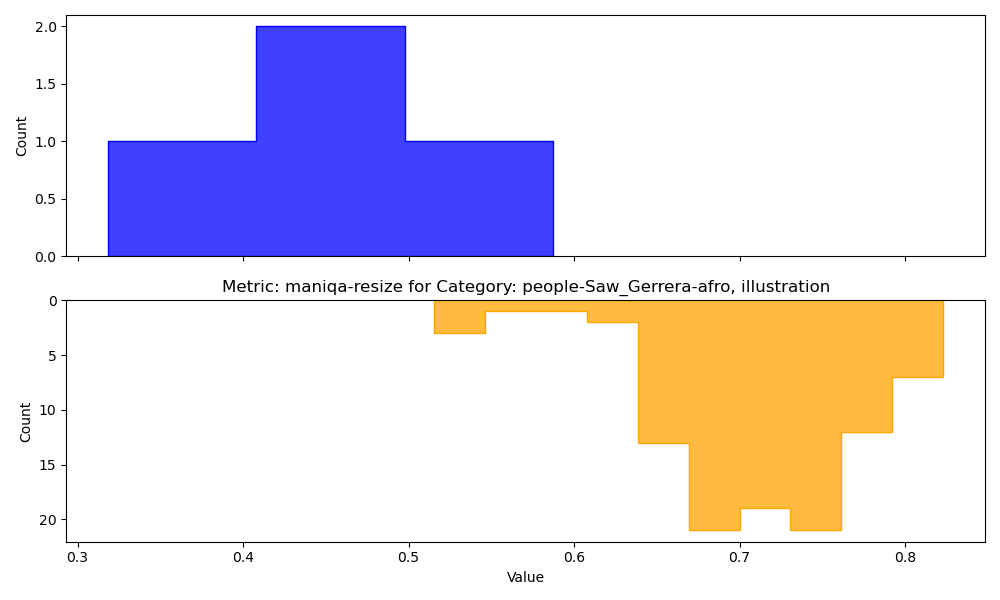 2.0
1.5
1.0
0.5
0.0
Count
Metric: maniqa-resize for Category: people-Saw_Gerrera-afro, illustration
0
5
10
15
20
Count
0.3 0.4 0.5 0.6 0.7 0.8
Value